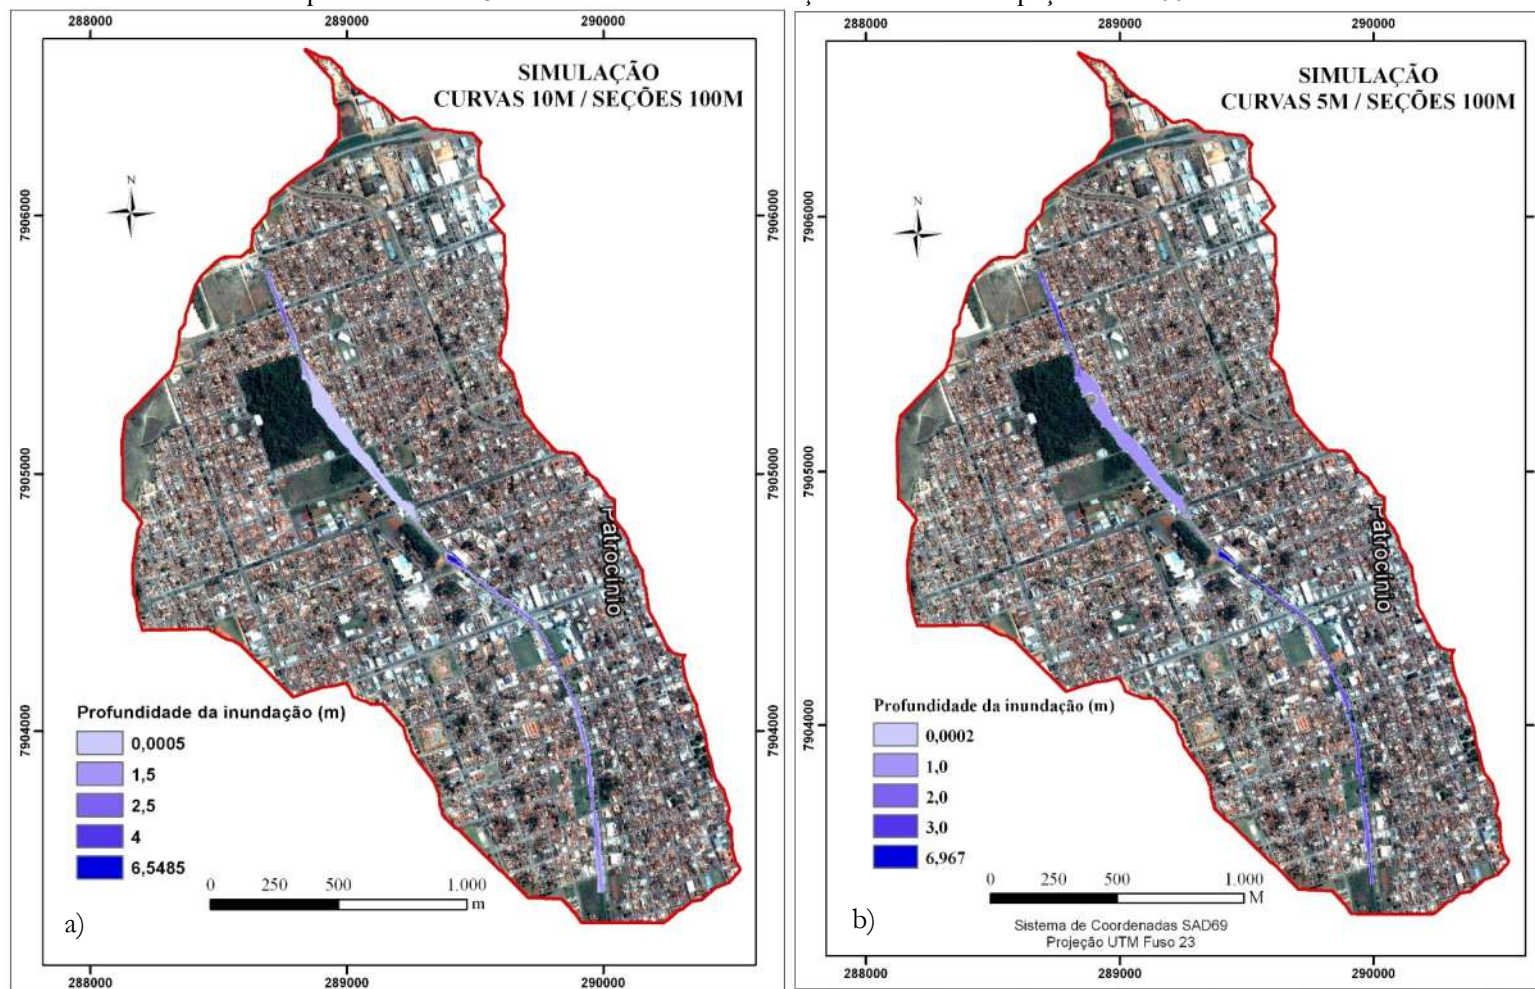 288000
289000
290000
SIMULAÇÃO
CURVAS 10M / SEÇÕES 100M
N
7906000
7906000
7905000
7905000
7904000
7904000
atrocínio
Profundidade da inundação (m)
0,0005
1,5
2,5
4
6,5485
0 250 500 1.000
m
a)
288000
289000
290000
288000
289000
290000
SIMULAÇÃO
CURVAS 5M / SEÇÕES 100M
N
7906000
7905000
7904000
atrocínio
Profundidade da inundação (m)
0,0002
1,0
2,0
3,0
6,967
0 250 500 1.000
M
b)
Sistema de Coordenadas SAD69
Projeção UTM Fuso 23
288000
289000
290000